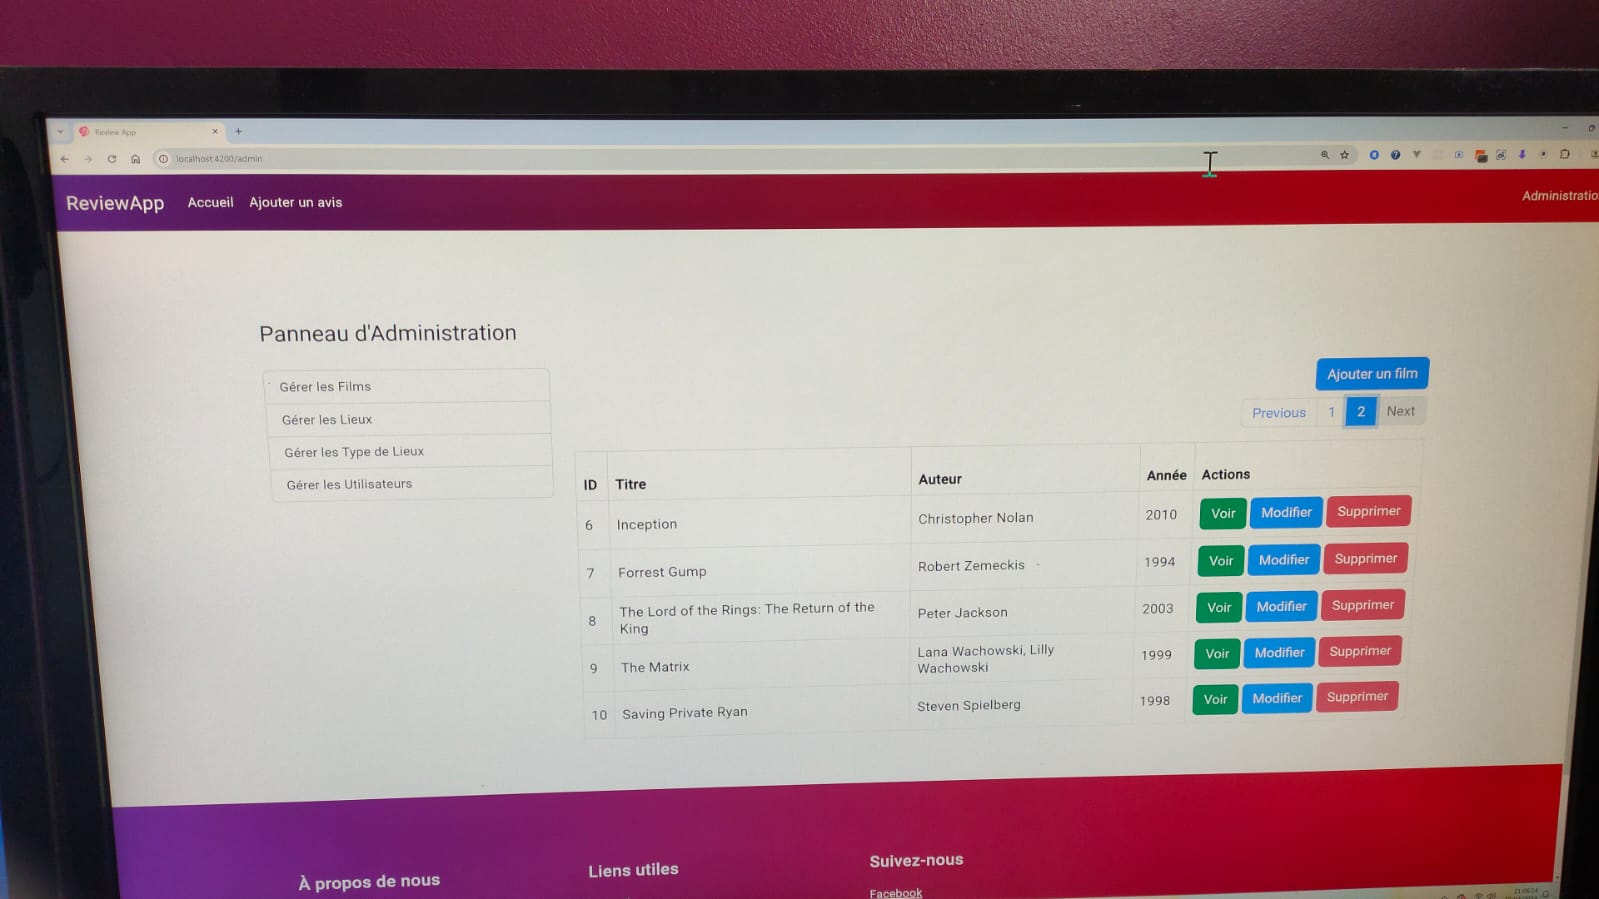 Review App
localhost:4200/admin
ReviewApp Accueil Ajouter un avis
Administratio
Panneau d'Administration
Gérer les Films
Gérer les Lieux
Gérer les Type de Lieux
Gérer les Utilisateurs
Ajouter un film
Previous 1 2 Next
ID Titre Auteur Année Actions
6 Inception Christopher Nolan 2010 Voir Modifier Supprimer
7 Forrest Gump Robert Zemeckis 1994 Voir Modifier Supprimer
8 The Lord of the Rings: The Return of the
King Peter Jackson 2003 Voir Modifier Supprimer
9 The Matrix Lana Wachowski, Lilly
Wachowski 1999 Voir Modifier Supprimer
10 Saving Private Ryan Steven Spielberg 1998 Voir Modifier Supprimer
À propos de nous
Liens utiles
Suivez-nous
Facebook